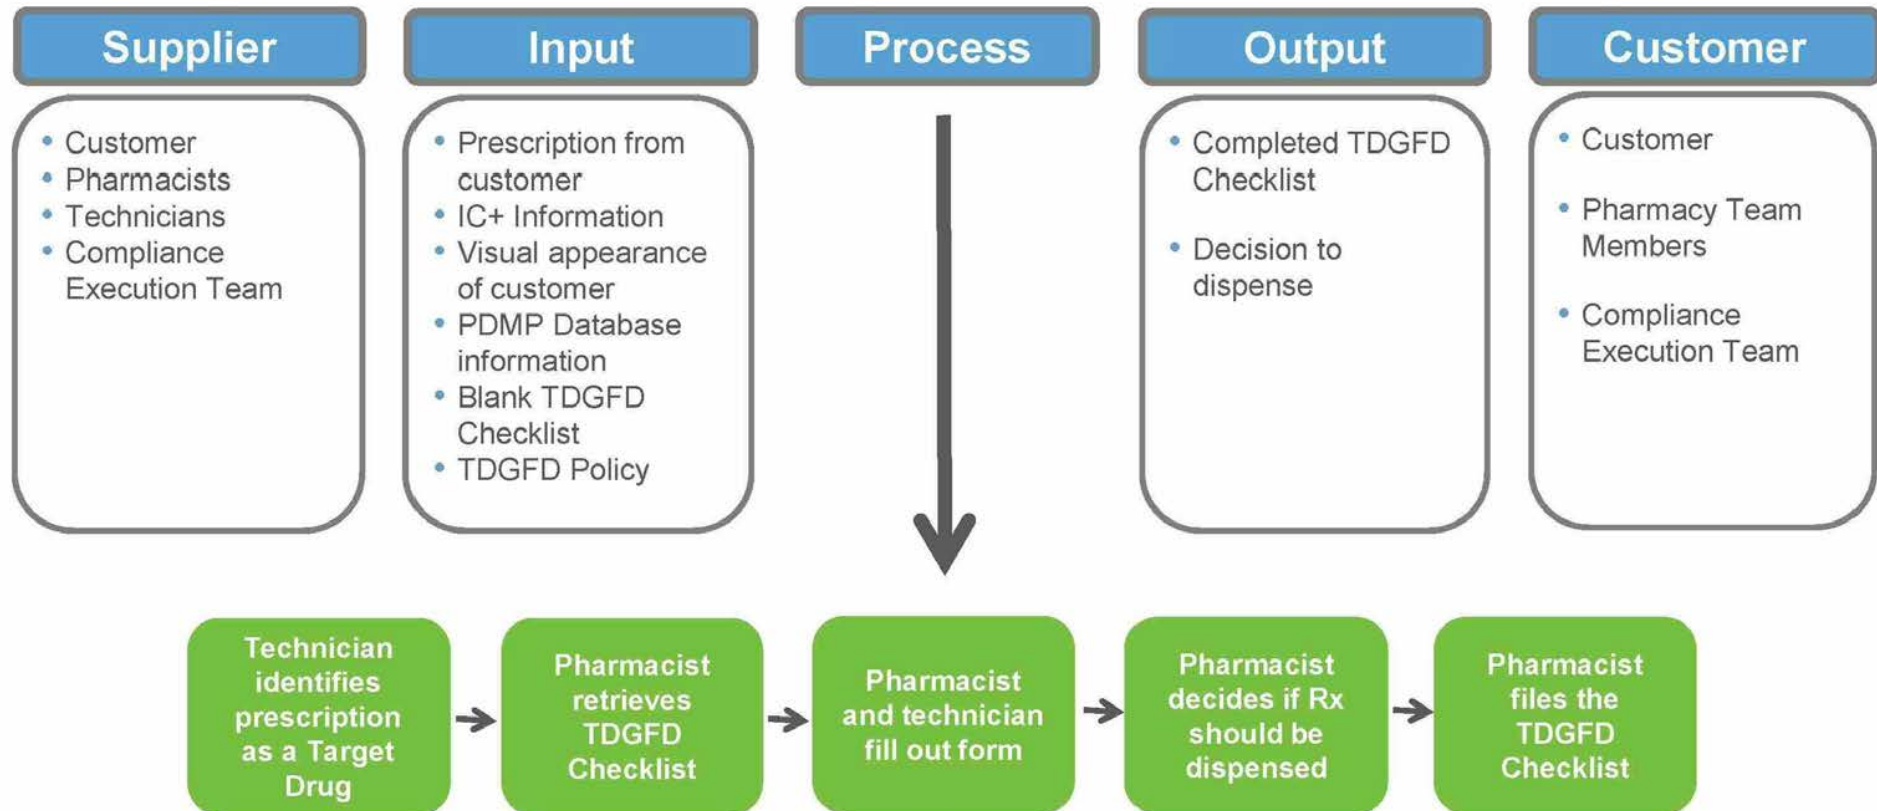 Supplier
Input
Process
Output
Customer
• Customer
• Pharmacists
• Technicians
• Compliance
Execution Team
• Prescription from
customer
• IC+ Information
• Visual appearance
of customer
• PDMP Database
information
• Blank TDGFD
Checklist
• TDGFD Policy
• Completed TDGFD
Checklist
• Decision to
dispense
• Customer
• Pharmacy Team
Members
• Compliance
Execution Team
Technician
identifies
prescription
as a Target
Drug
Pharmacist
retrieves
TDGFD
Checklist
Pharmacist
and technician
fill out form
Pharmacist
decides if Rx
should be
dispensed
Pharmacist
files the
TDGFD
Checklist